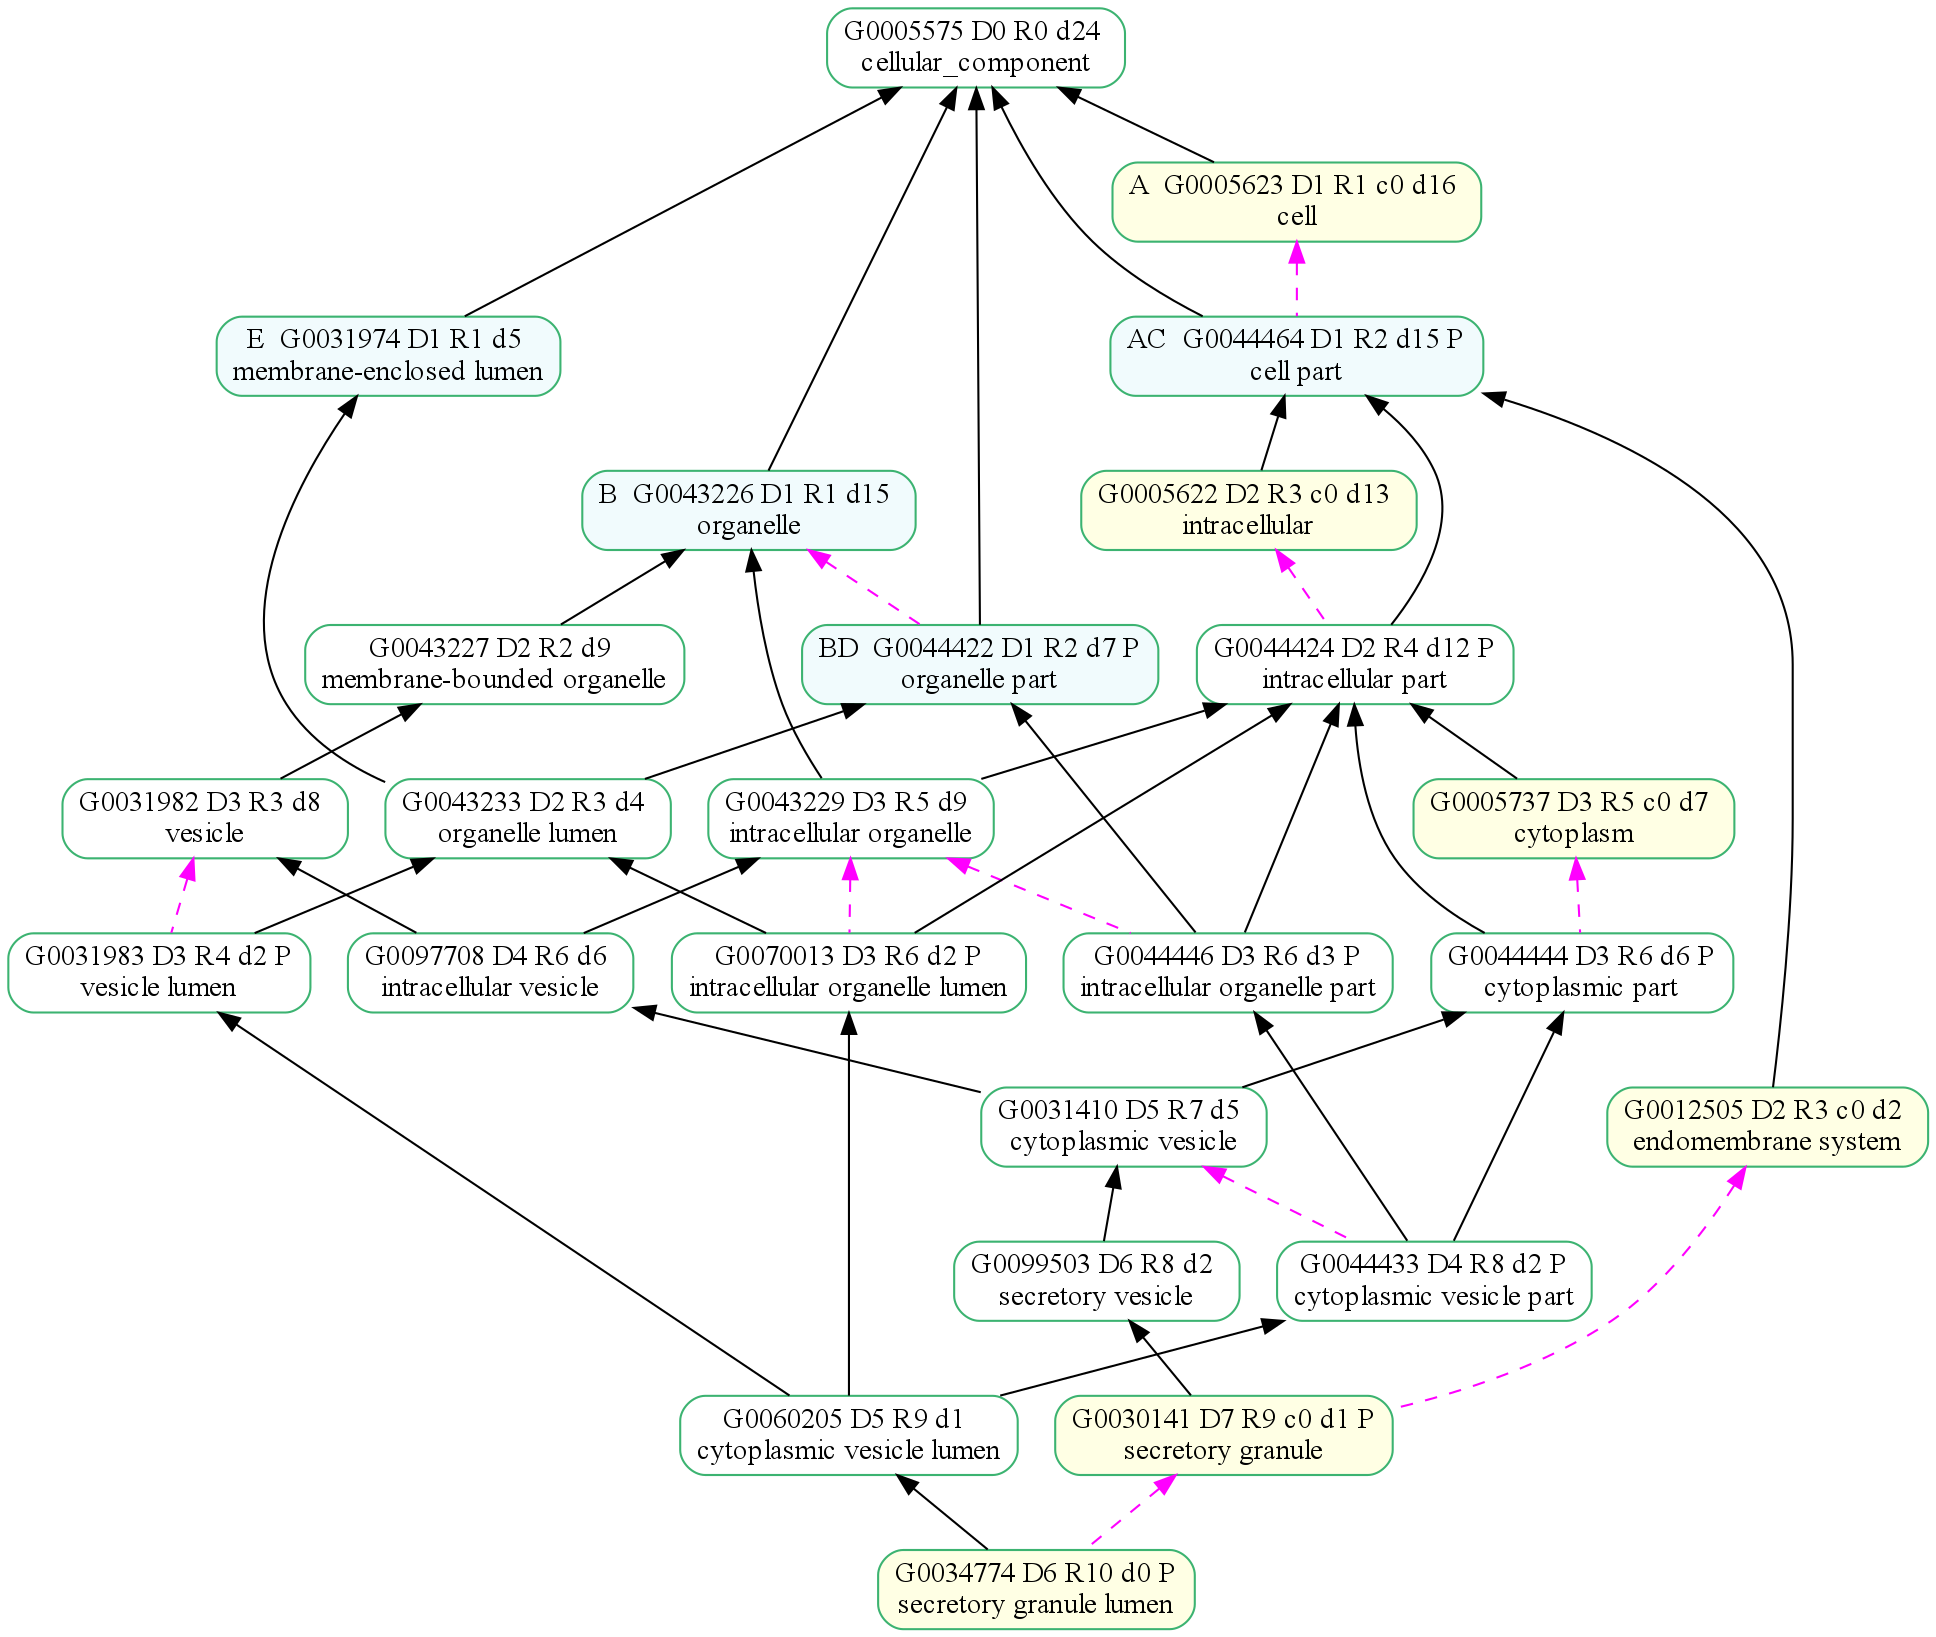 G0005575 D0 R0 d24
cellular_component
A  G0005623 D1 R1 c0 d16
cell
E  G0031974 D1 R1 d5
membrane-enclosed lumen
AC  G0044464 D1 R2 d15 P
cell part
B  G0043226 D1 R1 d15
organelle
G0005622 D2 R3 c0 d13
intracellular
G0043227 D2 R2 d9
membrane-bounded organelle
BD  G0044422 D1 R2 d7 P
organelle part
G0044424 D2 R4 d12 P
intracellular part
G0031982 D3 R3 d8
vesicle
G0043233 D2 R3 d4
organelle lumen
G0043229 D3 R5 d9
intracellular organelle
G0005737 D3 R5 c0 d7
cytoplasm
G0031983 D3 R4 d2 P
vesicle lumen
G0097708 D4 R6 d6
intracellular vesicle
G0070013 D3 R6 d2 P
intracellular organelle lumen
G0044446 D3 R6 d3 P
intracellular organelle part
G0044444 D3 R6 d6 P
cytoplasmic part
G0031410 D5 R7 d5
cytoplasmic vesicle
G0012505 D2 R3 c0 d2
endomembrane system
G0099503 D6 R8 d2
secretory vesicle
G0044433 D4 R8 d2 P
cytoplasmic vesicle part
G0060205 D5 R9 d1
cytoplasmic vesicle lumen
G0030141 D7 R9 c0 d1 P
secretory granule
G0034774 D6 R10 d0 P
secretory granule lumen